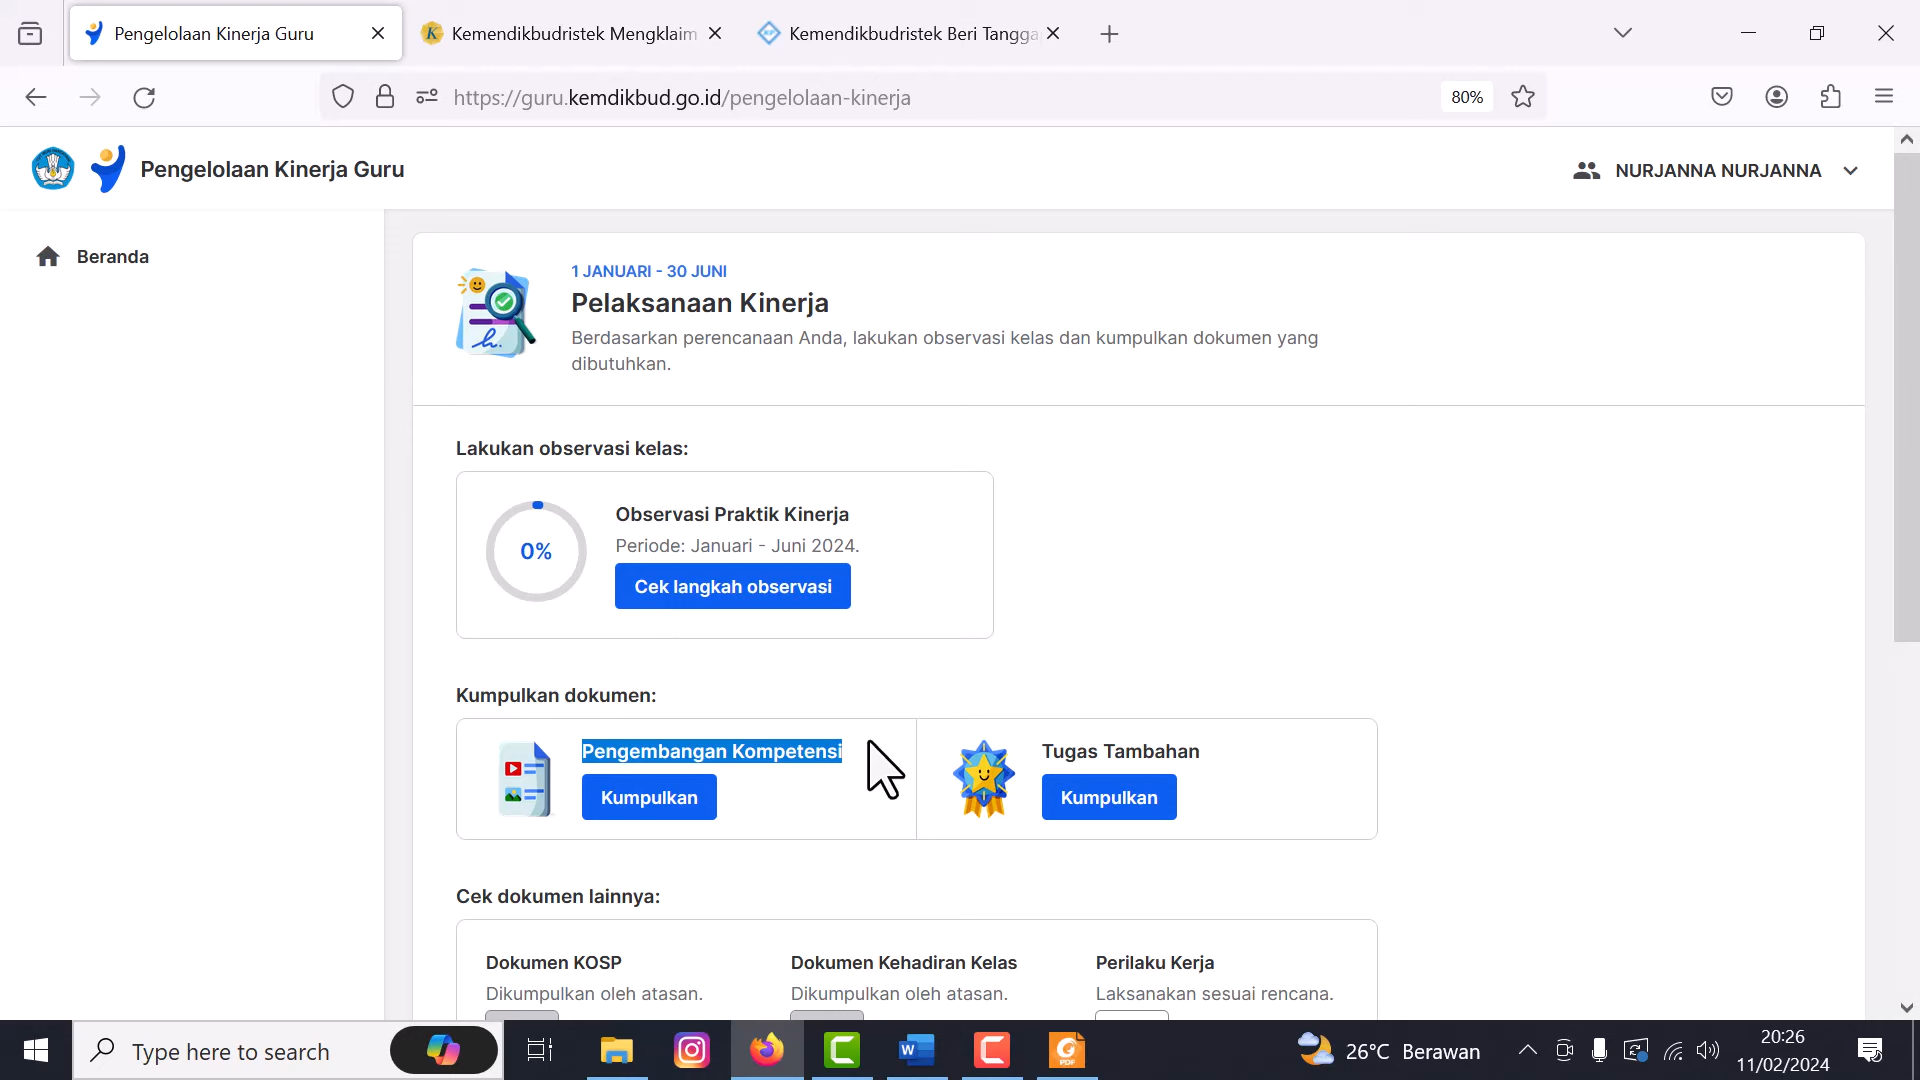 Pengelolaan Kinerja Guru
Kemendikbudristek Mengklaim
Kemendikbudristek Beri Tangga
https://guru.kemdikbud.go.id/pengelolaan-kinerja
80%
Pengelolaan Kinerja Guru
NURJANNA NURJANNA
Beranda
1 JANUARI - 30 JUNI
Pelaksanaan Kinerja
Berdasarkan perencanaan Anda, lakukan observasi kelas dan kumpulkan dokumen yang
dibutuhkan.
Lakukan observasi kelas:
0%
Observasi Praktik Kinerja
Periode: Januari - Juni 2024.
Cek langkah observasi
Kumpulkan dokumen:
Pengembangan Kompetensi
Kumpulkan
Tugas Tambahan
Kumpulkan
Cek dokumen lainnya:
Dokumen KOSP
Dikumpulkan oleh atasan.
Dokumen Kehadiran Kelas
Dikumpulkan oleh atasan.
Perilaku Kerja
Laksanakan sesuai rencana.
Type here to search
26°C Berawan
20:26
11/02/2024